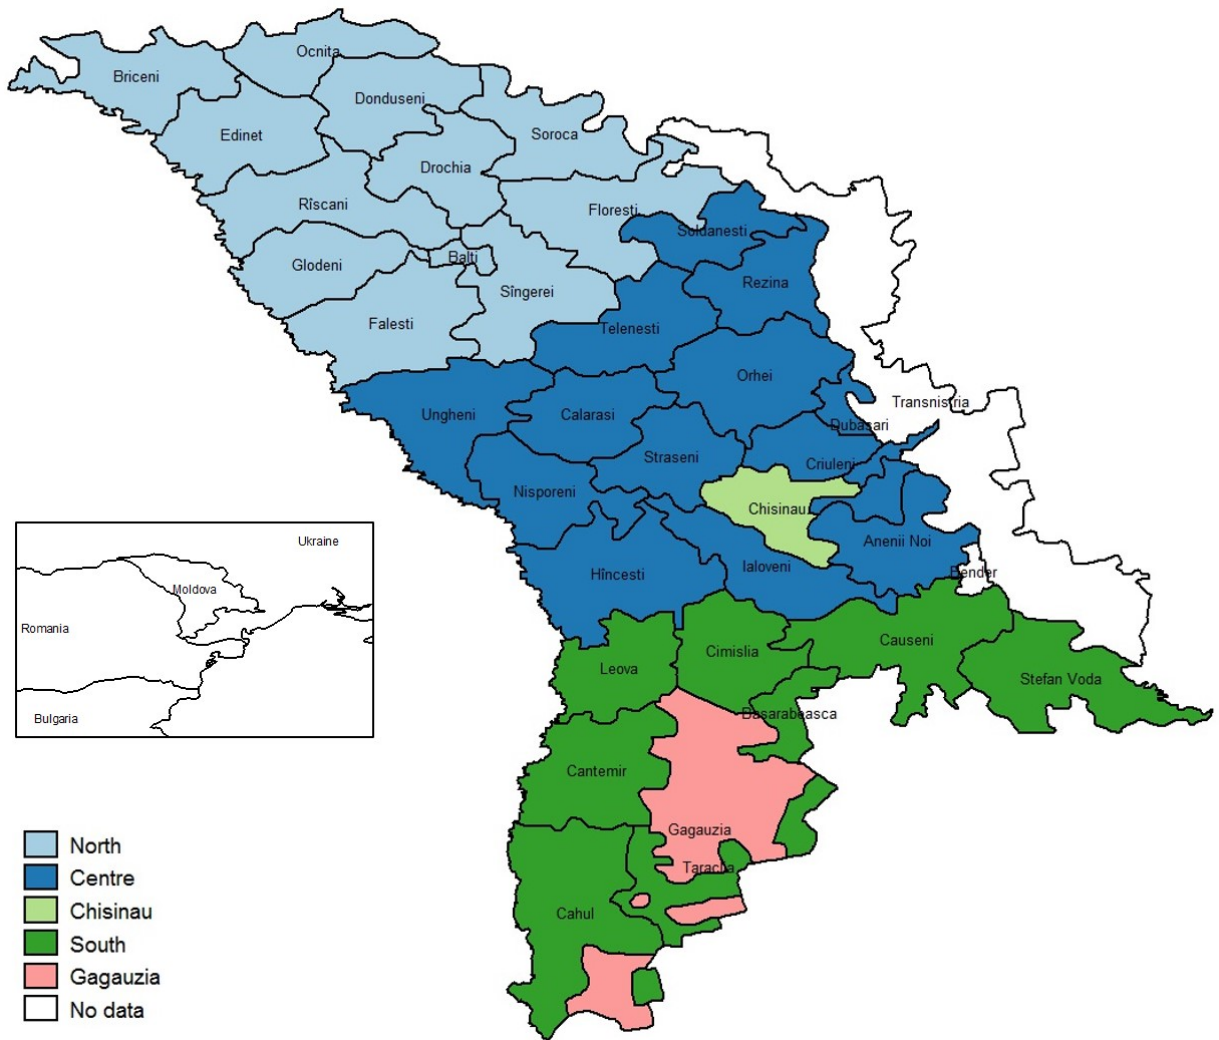 Ocnita
Briceni
Donduseni
Edinet
Soroca
Drochia
Rîscani
Floresti
Soldanesti
Balti
Glodeni
Rezina
Sîngerei
Falesti
Telenesti
Orhei
Transnistria
Ungheni
Calarasi
Dubasari
Straseni
Criuleni
Nisporeni
Chisinau
Anenii Noi
Ialoveni
Bender
Hîncesti
Causeni
Cimislia
Leova
Stefan Voda
Basarabeasca
Cantemir
Gagauzia
Taraclia
Cahul
Ukraine
Moldova
Romania
Bulgaria
North
Centre
Chisinau
South
Gagauzia
No data